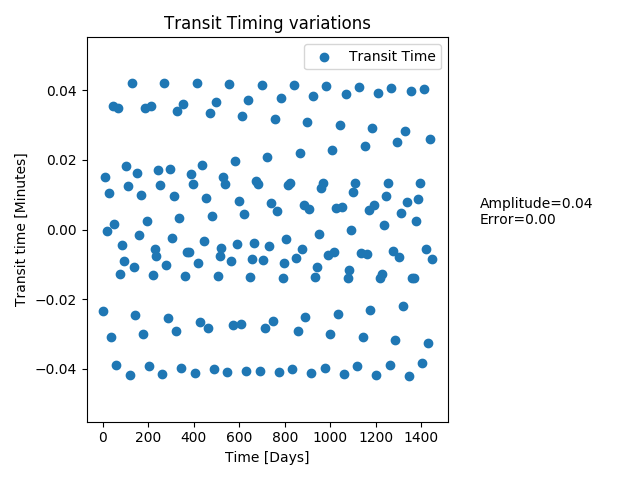 Transit Timing variations
Transit Time
Transit time [Minutes]
0.04
0.02
0.00
−0.02
−0.04
Amplitude=0.04
Error=0.00
0 200 400 600 800 1000 1200 1400
Time [Days]